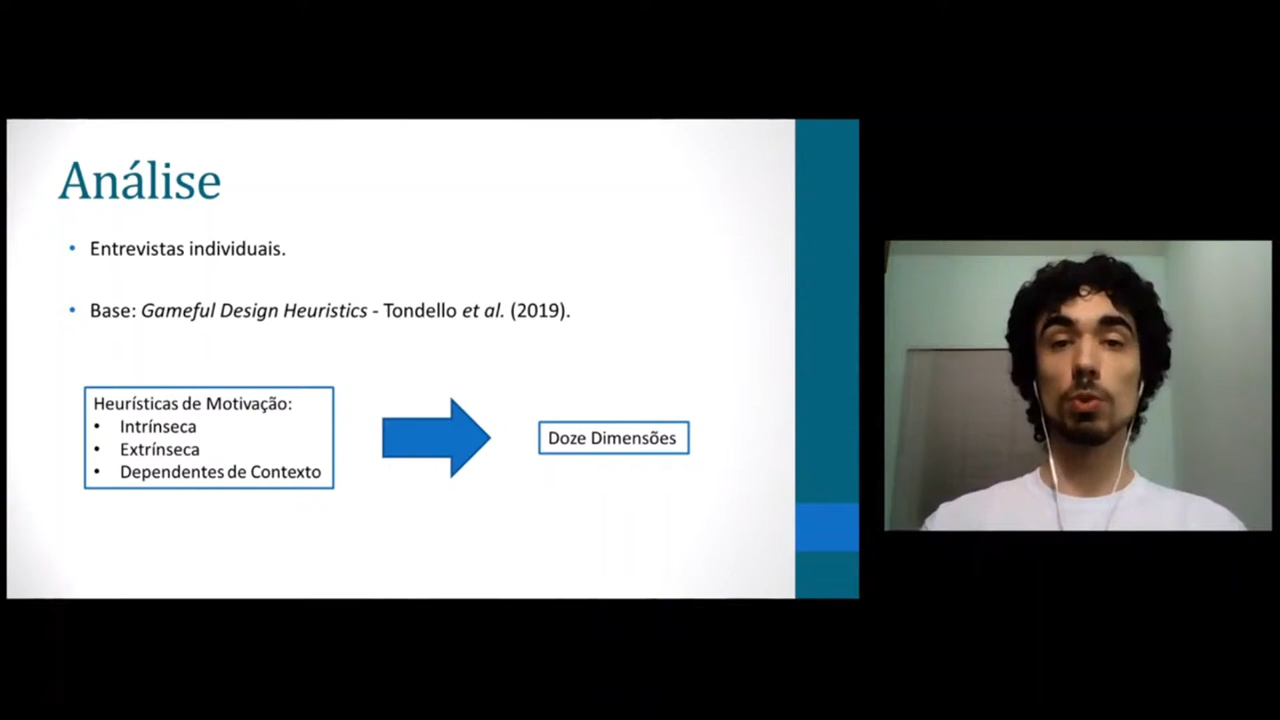 Análise
• Entrevistas individuais.
• Base: Gameful Design Heuristics - Tondello et al. (2019).
Heurísticas de Motivação:
• Intrínseca
• Extrínseca
• Dependentes de Contexto
Doze Dimensões